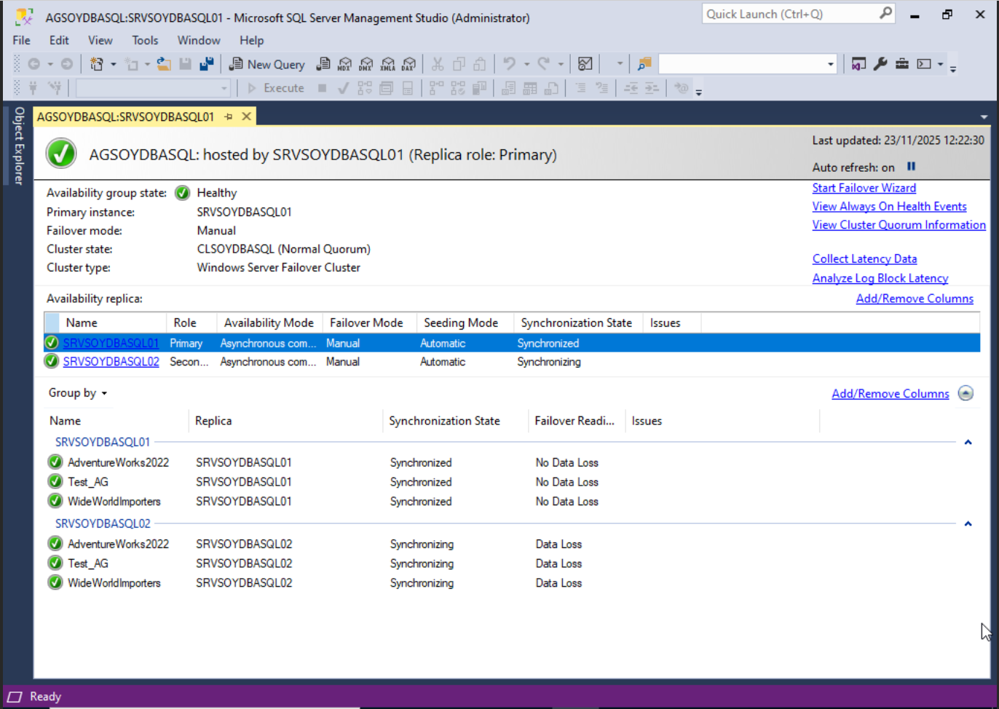 AGSOYDBASQL:SRVSOYDBASQL01 - Microsoft SQL Server Management Studio (Administrator)
Quick Launch (Ctrl+Q)
File Edit View Tools Window Help
New Query MDX DMX XMLA DAX
Execute
Object Explorer
AGSOYDBASQL:SRVSOYDBASQL01
AGSOYDBASQL: hosted by SRVSOYDBASQL01 (Replica role: Primary)
Last updated: 23/11/2025 12:22:30
Auto refresh: on
Availability group state: Healthy
Primary instance: SRVSOYDBASQL01
Failover mode: Manual
Cluster state: CLSOYDBASQL (Normal Quorum)
Cluster type: Windows Server Failover Cluster
Start Failover Wizard
View Always On Health Events
View Cluster Quorum Information
Collect Latency Data
Analyze Log Block Latency
Availability replica:
Add/Remove Columns
Name Role Availability Mode Failover Mode Seeding Mode Synchronization State Issues
SRVSOYDBASQL01 Primary Asynchronous com... Manual Automatic Synchronized
SRVSOYDBASQL02 Secon... Asynchronous com... Manual Automatic Synchronizing
Group by
Add/Remove Columns
Name Replica Synchronization State Failover Readi... Issues
SRVSOYDBASQL01
AdventureWorks2022 SRVSOYDBASQL01 Synchronized No Data Loss
Test_AG SRVSOYDBASQL01 Synchronized No Data Loss
WideWorldImporters SRVSOYDBASQL01 Synchronized No Data Loss
SRVSOYDBASQL02
AdventureWorks2022 SRVSOYDBASQL02 Synchronizing Data Loss
Test_AG SRVSOYDBASQL02 Synchronizing Data Loss
WideWorldImporters SRVSOYDBASQL02 Synchronizing Data Loss
Ready